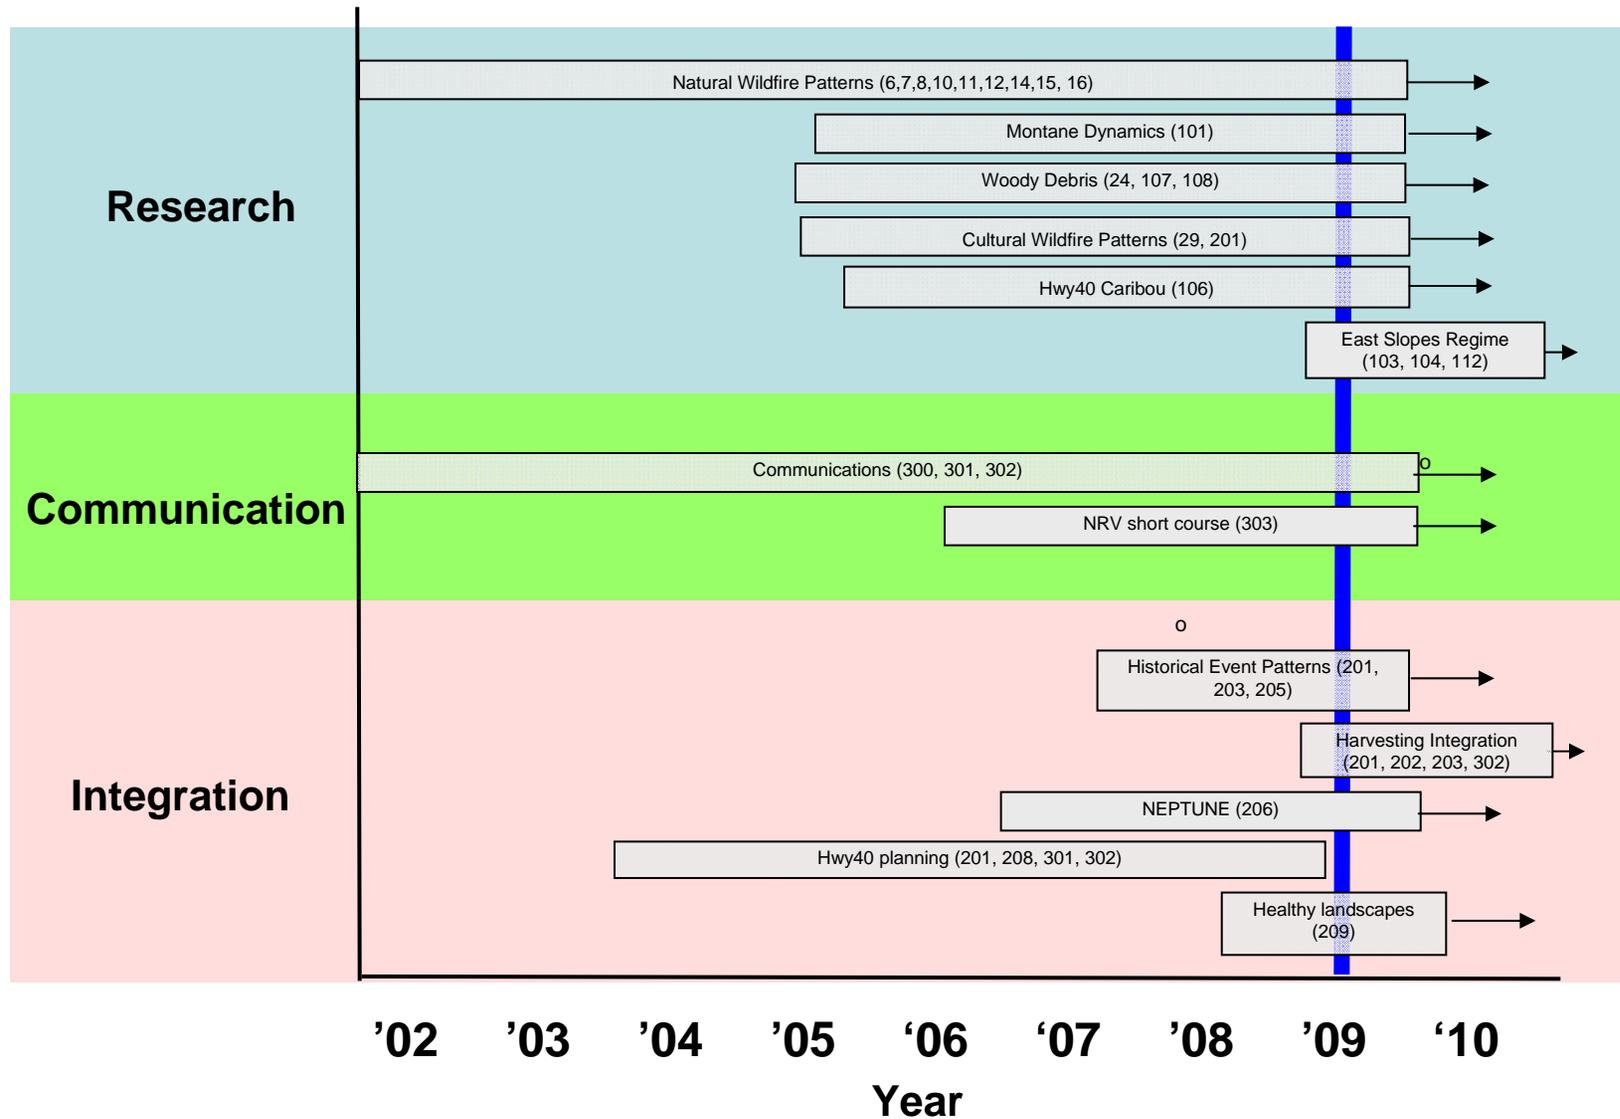 Research
Natural Wildfire Patterns (6,7,8,10,11,12,14,15, 16)
Montane Dynamics (101)
Woody Debris (24, 107, 108)
Cultural Wildfire Patterns (29, 201)
Hwy40 Caribou (106)
East Slopes Regime
(103, 104, 112)
Communication
Communications (300, 301, 302)
o
NRV short course (303)
Integration
o
Historical Event Patterns (201,
203, 205)
Harvesting Integration
(201, 202, 203, 302)
NEPTUNE (206)
Hwy40 planning (201, 208, 301, 302)
Healthy landscapes
(209)
’02 ’03 ’04 ’05 ‘06 ‘07 ’08 ’09 ‘10
Year